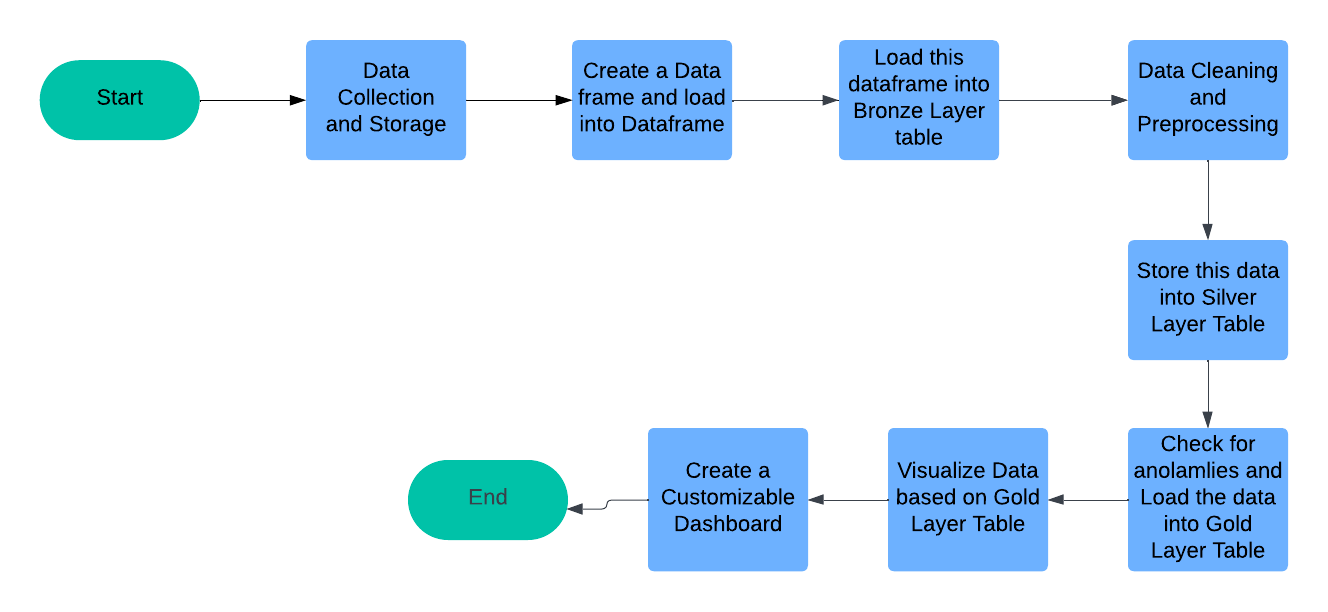 Start
Data
Collection
and Storage
Create a Data
frame and load
into Dataframe
Load this
dataframe into
Bronze Layer
table
Data Cleaning
and
Preprocessing
Store this data
into Silver
Layer Table
Check for
anolamlies and
Load the data
into Gold
Layer Table
Visualize Data
based on Gold
Layer Table
Create a
Customizable
Dashboard
End